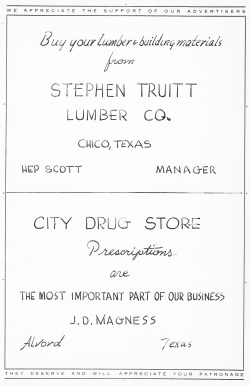 WE APPRECIATE THE SUPPORT OF OUR ADVERTISERS
Buy your lumber & building materials
from
STEPHEN TRUITT
LUMBER CO.
CHICO, TEXAS
HEP SCOTT MANAGER
CITY DRUG STORE
Prescriptions
are
THE MOST IMPORTANT PART OF OUR BUSINESS
J.D. MAGNESS
Alvord Texas
THEY DESERVE AND WILL APPRECIATE YOUR PATRONAGE